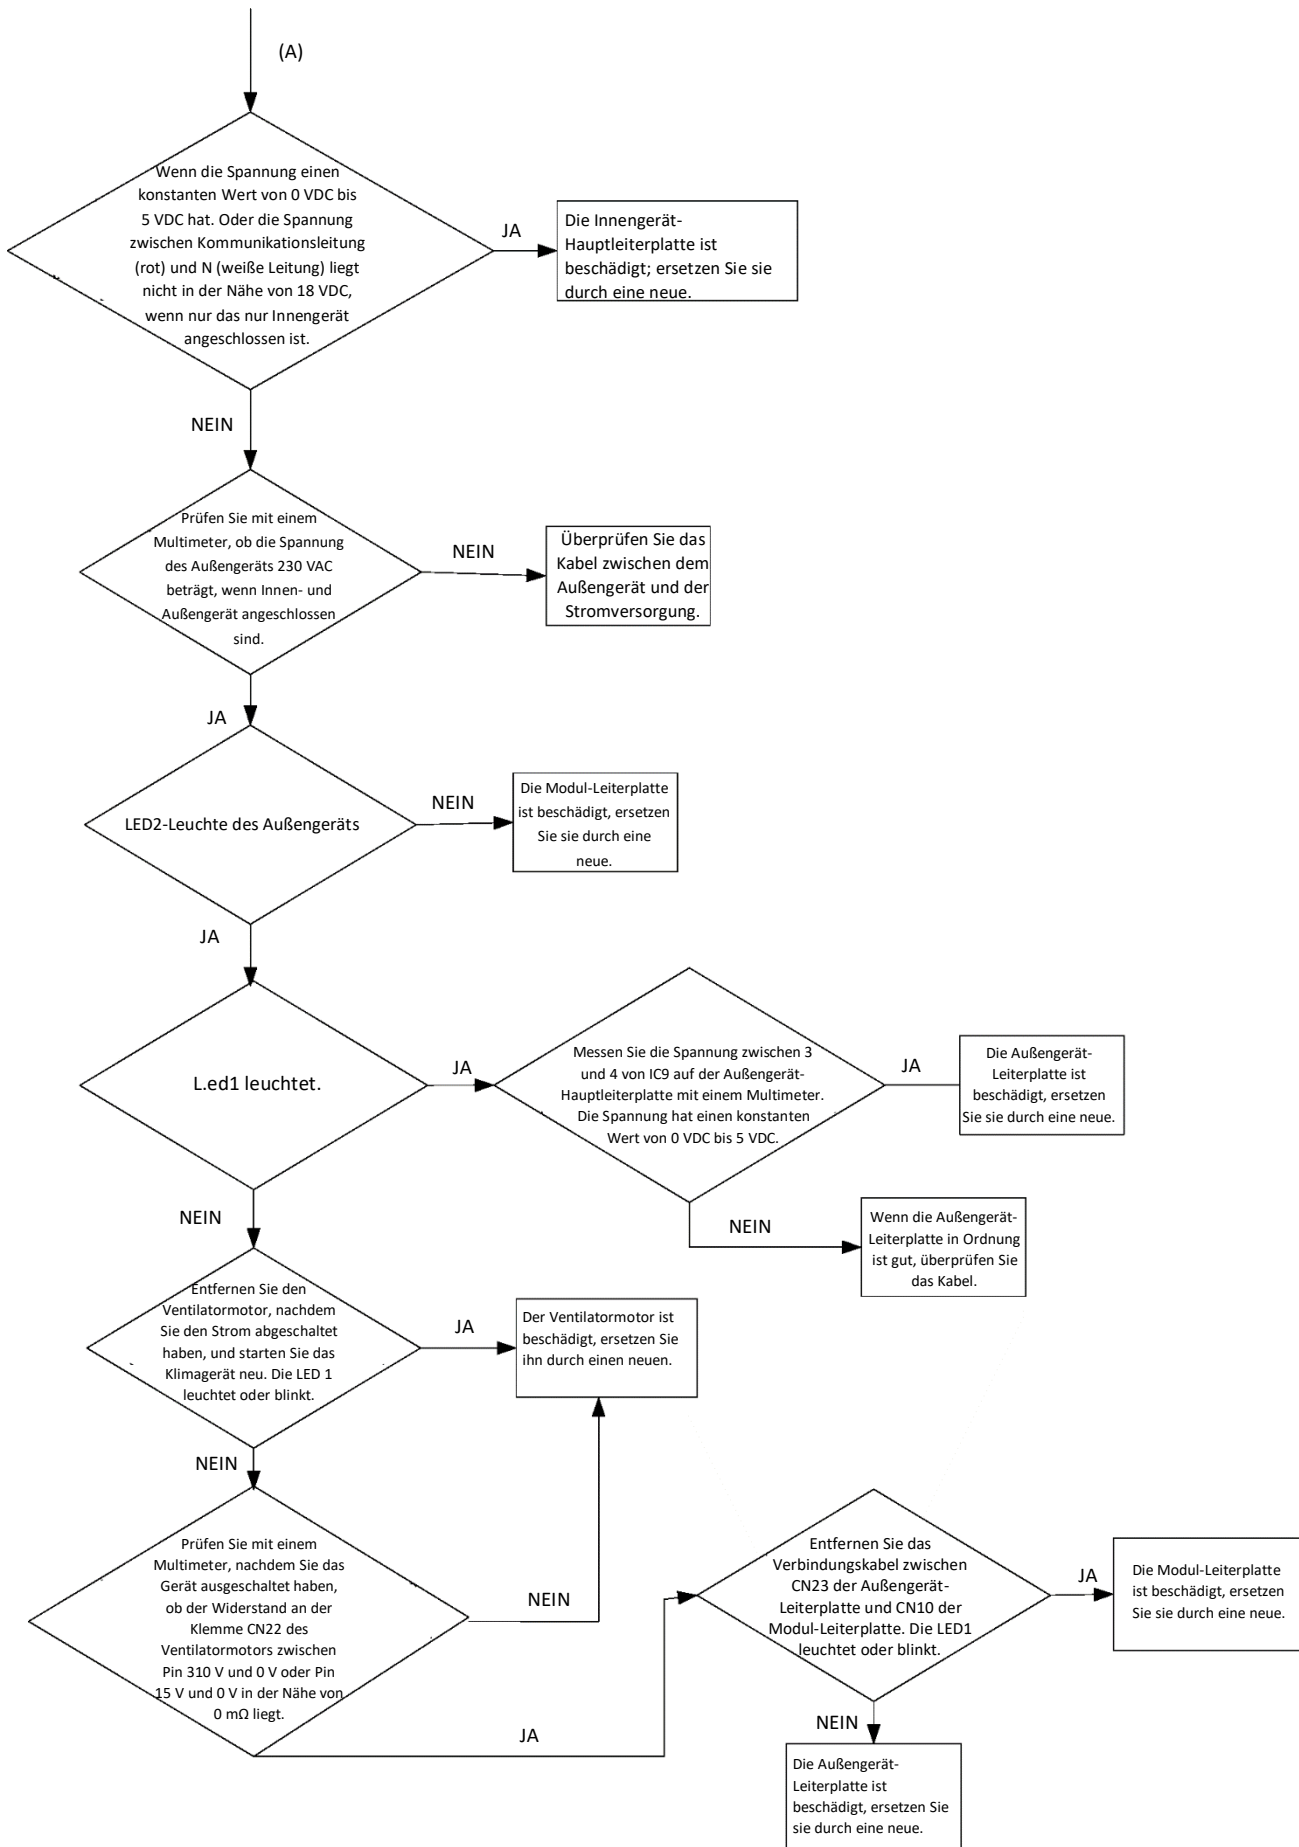 (A)
Wenn die Spannung einen
konstanten Wert von 0 VDC bis
5 VDC hat. Oder die Spannung
zwischen Kommunikationsleitung
(rot) und N (weiße Leitung) liegt
nicht in der Nähe von 18 VDC,
wenn nur das nur Innengerät
angeschlossen ist.
JA
Die Innengerät-
Hauptleiterplatte ist
beschädigt; ersetzen Sie sie
durch eine neue.
NEIN
Prüfen Sie mit einem
Multimeter, ob die Spannung
des Außengeräts 230 VAC
beträgt, wenn Innen- und
Außengerät angeschlossen
sind.
NEIN
Überprüfen Sie das
Kabel zwischen dem
Außengerät und der
Stromversorgung.
JA
LED2-Leuchte des Außengeräts
NEIN
Die Modul-Leiterplatte
ist beschädigt, ersetzen
Sie sie durch eine
neue.
JA
L.ed1 leuchtet.
JA
Messen Sie die Spannung zwischen 3
und 4 von IC9 auf der Außengerät-
Hauptleiterplatte mit einem Multimeter.
Die Spannung hat einen konstanten
Wert von 0 VDC bis 5 VDC.
JA
Die Außengerät-
Leiterplatte ist
beschädigt, ersetzen
Sie sie durch eine neue.
NEIN
Wenn die Außengerät-
Leiterplatte in Ordnung
ist gut, überprüfen Sie
das Kabel.
NEIN
Entfernen Sie den
Ventilatormotor, nachdem
Sie den Strom abgeschaltet
haben, und starten Sie das
Klimagerät neu. Die LED 1
leuchtet oder blinkt.
JA
Der Ventilatormotor ist
beschädigt, ersetzen Sie
ihn durch einen neuen.
NEIN
Prüfen Sie mit einem
Multimeter, nachdem Sie das
Gerät ausgeschaltet haben,
ob der Widerstand an der
Klemme CN22 des
Ventilatormotors zwischen
Pin 310 V und 0 V oder Pin
15 V und 0 V in der Nähe von
0 mΩ liegt.
NEIN
JA
Entfernen Sie das
Verbindungskabel zwischen
CN23 der Außengerät-
Leiterplatte und CN10 der
Modul-Leiterplatte. Die LED1
leuchtet oder blinkt.
JA
Die Modul-Leiterplatte
ist beschädigt, ersetzen
Sie sie durch eine neue.
NEIN
Die Außengerät-
Leiterplatte ist
beschädigt, ersetzen Sie
sie durch eine neue.